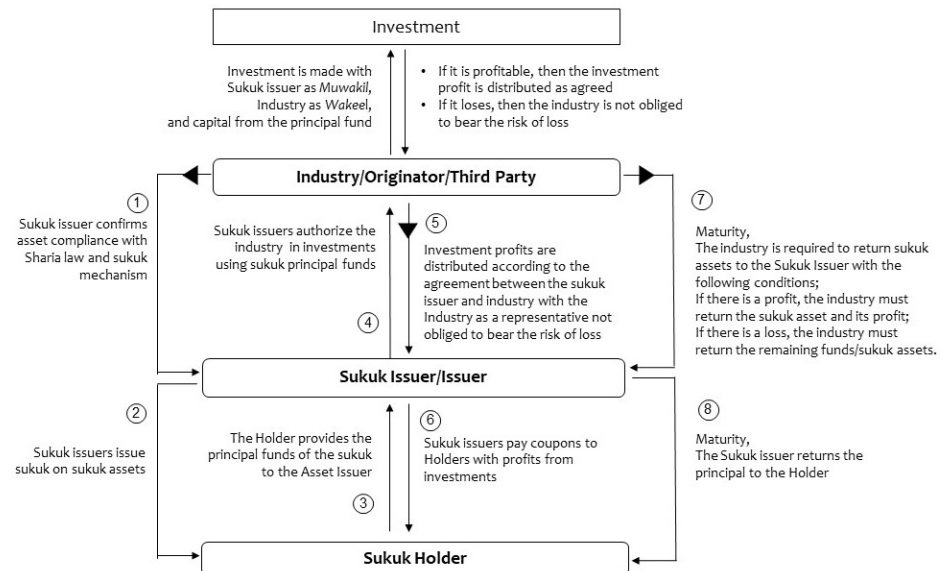 Investment
Investment is made with
Sukuk issuer as Muwakil,
Industry as Wakeel,
and capital from the principal fund
• If it is profitable, then the investment
profit is distributed as agreed
• If it loses, then the industry is not obliged
to bear the risk of loss
Industry/Originator/Third Party
1
Sukuk issuer confirms
asset compliance with
Sharia law and sukuk
mechanism
Sukuk issuers authorize the
industry in investments
using sukuk principal funds
4
5
Investment profits are
distributed according to the
agreement between the sukuk
issuer and industry with the
Industry as a representative not
obliged to bear the risk of loss
7
Maturity,
The industry is required to return sukuk
assets to the Sukuk Issuer with the
following conditions;
If there is a profit, the industry must
return the sukuk asset and its profit;
If there is a loss, the industry must
return the remaining funds/sukuk assets.
Sukuk Issuer/Issuer
2
Sukuk issuers issue
sukuk on sukuk assets
The Holder provides the
principal funds of the sukuk
to the Asset Issuer
3
6
Sukuk issuers pay coupons to
Holders with profits from
investments
8
Maturity,
The Sukuk issuer returns the
principal to the Holder
Sukuk Holder